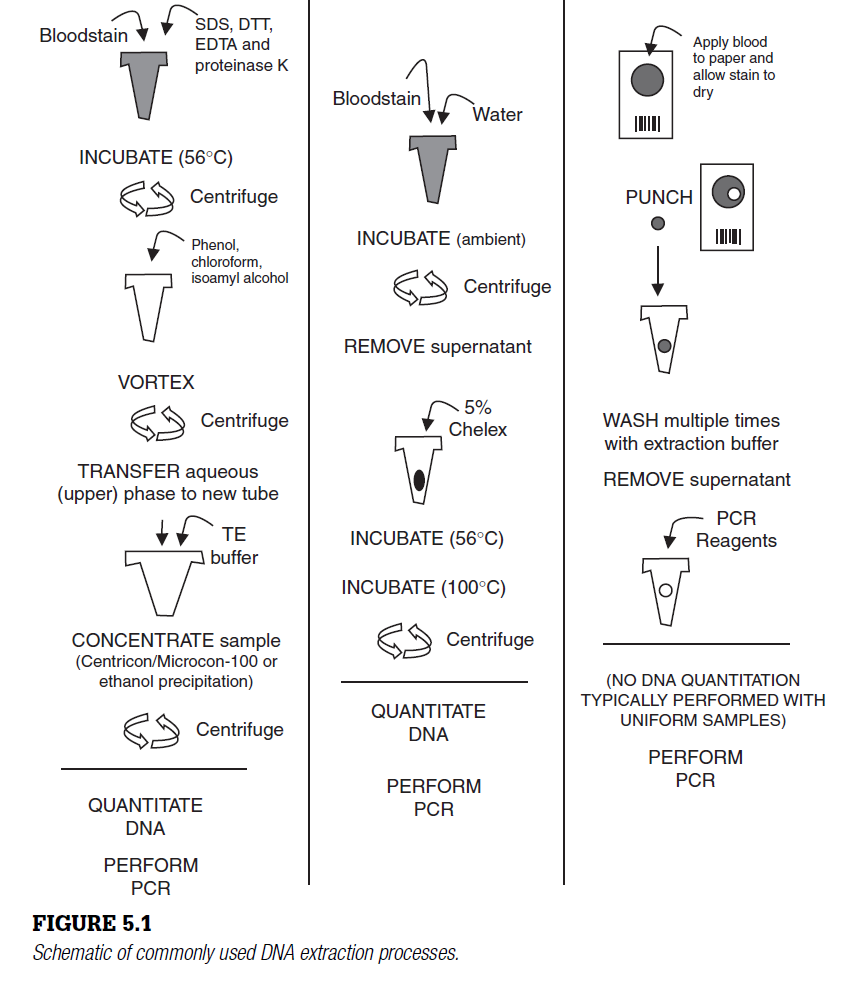 Bloodstain
SDS, DTT,
EDTA and
proteinase K
INCUBATE (56°C)
Centrifuge
Phenol,
chloroform,
isoamyl alcohol
VORTEX
Centrifuge
TRANSFER aqueous
(upper) phase to new tube
TE
buffer
CONCENTRATE sample
(Centricon/Microcon-100 or
ethanol precipitation)
Centrifuge
QUANTITATE
DNA
PERFORM
PCR
Bloodstain
Water
INCUBATE (ambient)
Centrifuge
REMOVE supernatant
5%
Chelex
INCUBATE (56°C)
INCUBATE (100°C)
Centrifuge
QUANTITATE
DNA
PERFORM
PCR
Apply blood
to paper and
allow stain to
dry
PUNCH
WASH multiple times
with extraction buffer
REMOVE supernatant
PCR
Reagents
(NO DNA QUANTITATION
TYPICALLY PERFORMED WITH
UNIFORM SAMPLES)
PERFORM
PCR
FIGURE 5.1
Schematic of commonly used DNA extraction processes.